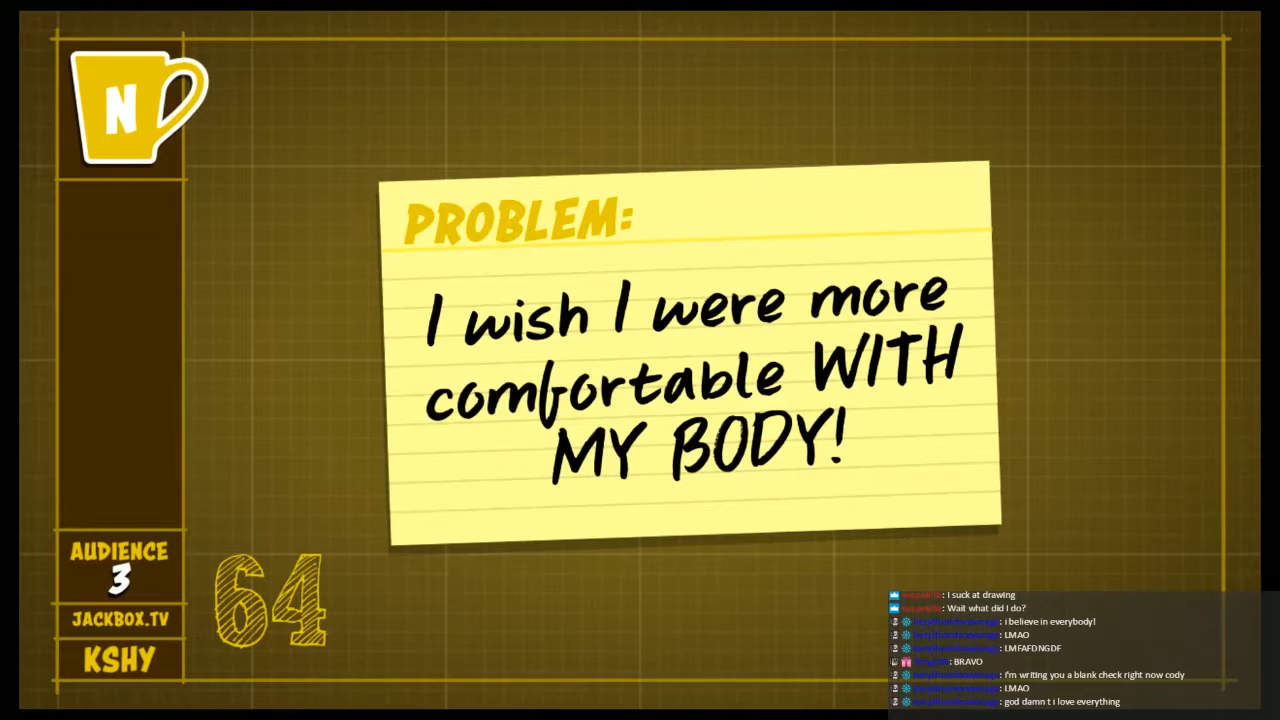 N
PROBLEM:
I wish I were more
comfortable WITH
MY BODY!
AUDIENCE
3
JACKBOX.TV
KSHY
64
: I suck at drawing
: Wait what did I do?
: i believe in everybody!
: LMAO
: LMFAFDNGDF
: BRAVO
: i'm writing you a blank check right now cody
: LMAO
: god damn t i love everything